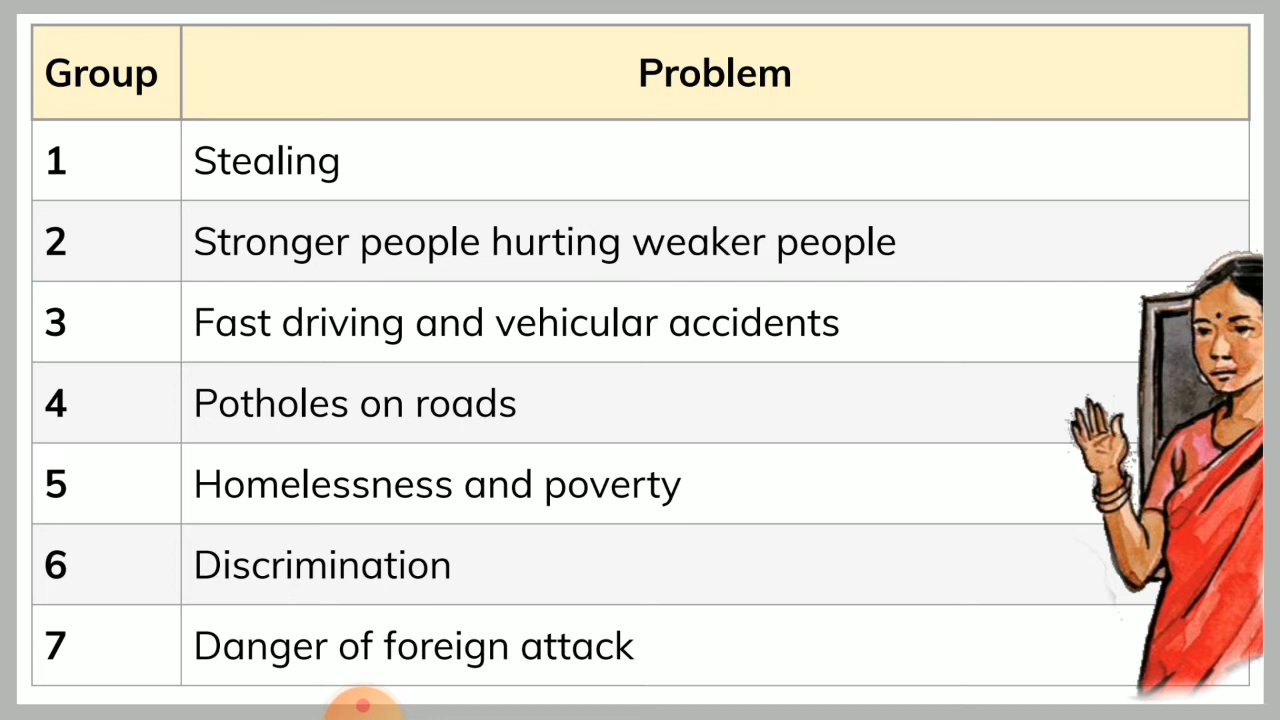 Group Problem
1 Stealing
2 Stronger people hurting weaker people
3 Fast driving and vehicular accidents
4 Potholes on roads
5 Homelessness and poverty
6 Discrimination
7 Danger of foreign attack